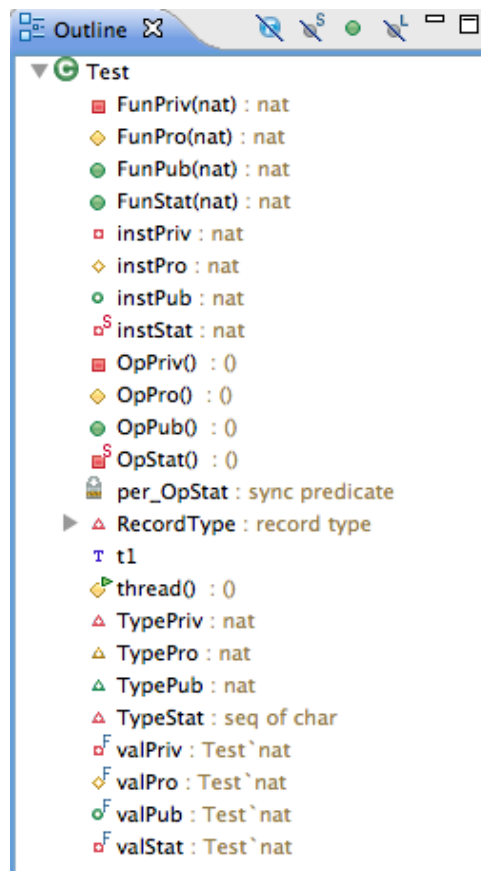 Outline
Test
FunPriv(nat) : nat
FunPro(nat) : nat
FunPub(nat) : nat
FunStat(nat) : nat
instPriv : nat
instPro : nat
instPub : nat
S instStat : nat
OpPriv() : ()
OpPro() : ()
OpPub() : ()
S OpStat() : ()
per_OpStat : sync predicate
RecordType : record type
T t1
thread() : ()
TypePriv : nat
TypePro : nat
TypePub : nat
TypeStat : seq of char
F valPriv : Test`nat
F valPro : Test`nat
F valPub : Test`nat
F valStat : Test`nat